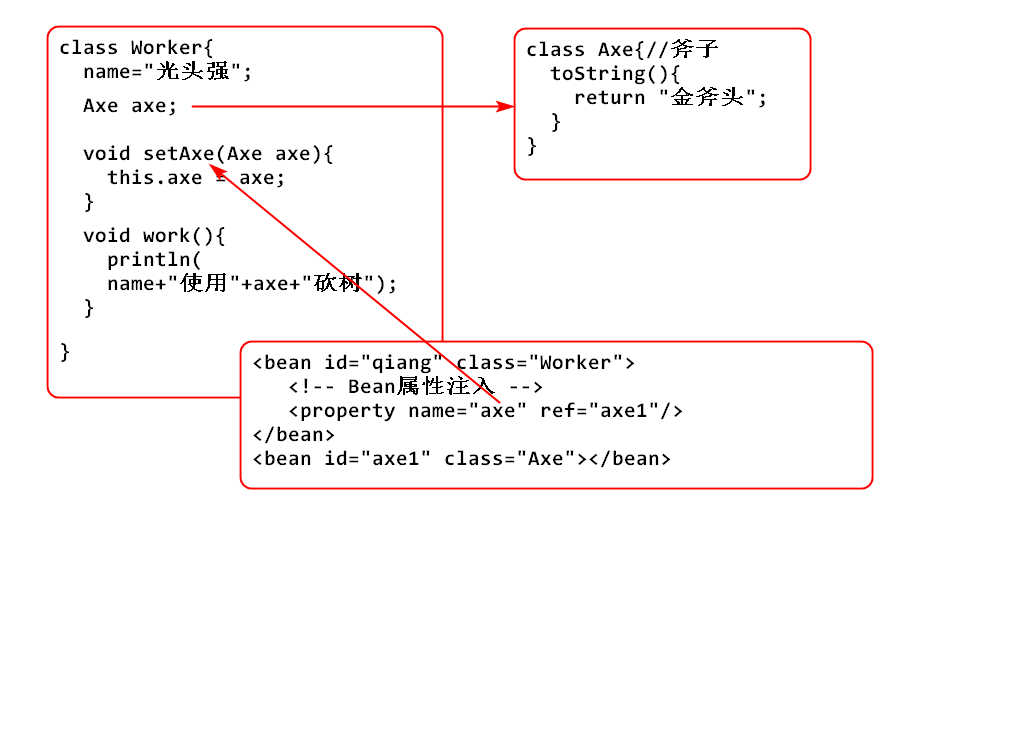 class Worker{
name="光头强";
Axe axe;
void setAxe(Axe axe){
this.axe = axe;
}
void work(){
println(
name+"使用"+axe+"砍树");
}
}
class Axe{//斧子
toString(){
return "金斧头";
}
}
<bean id="qiang" class="Worker">
<!-- Bean属性注入 -->
<property name="axe" ref="axe1"/>
</bean>
<bean id="axe1" class="Axe"></bean>